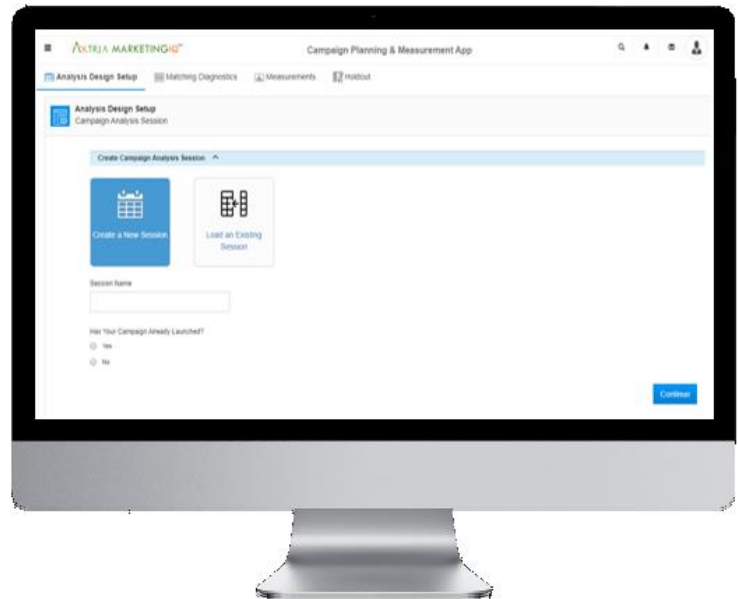 AXTRIA MARKETINGIQ™
Campaign Planning & Measurement App
Analysis Design Setup
Matching Diagnostics
Measurements
Holdout
Analysis Design Setup
Campaign Analysis Session
Create Campaign Analysis Session
Create a New Session
Load an Existing
Session
Session Name
Has Your Campaign Already Launched?
Yes
No
Continue